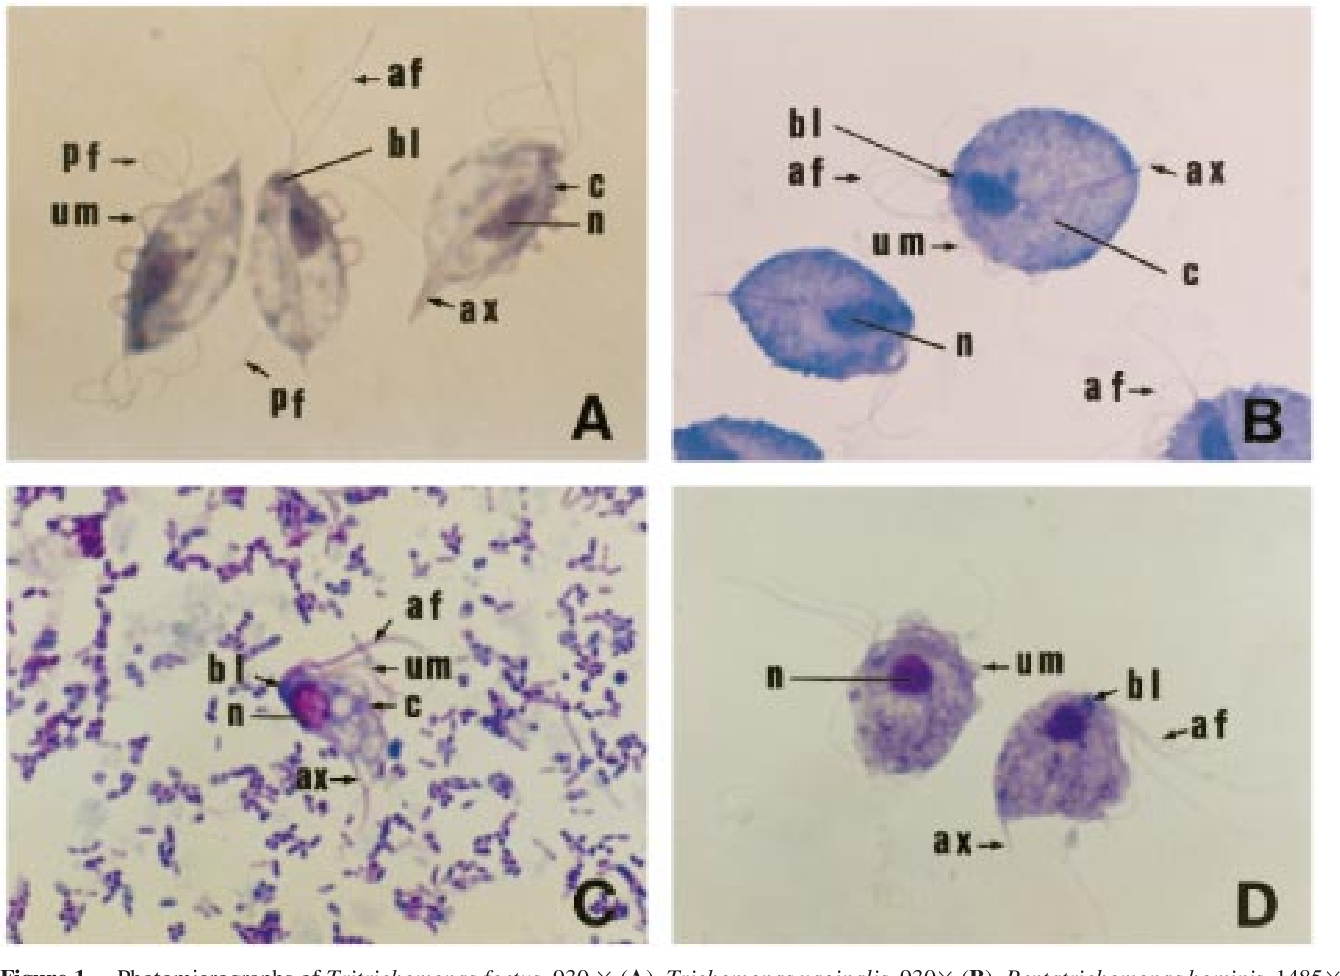 af
bl
pf
um
c
n
ax
pf
A
bl
af
ax
um
c
n
af
B
af
bl
um
n
c
ax
C
n
um
bl
af
ax
D
Figure 1. Photomicrographs of Tritrichomonas foetus, 930 × (A), Trichomonas vaginalis, 930× (B), Pentatrichomonas hominis, 1485×